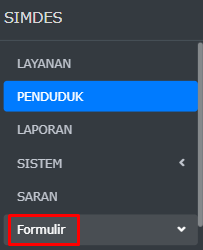 SIMDES
LAYANAN
PENDUDUK
LAPORAN
SISTEM
SARAN
Formulir